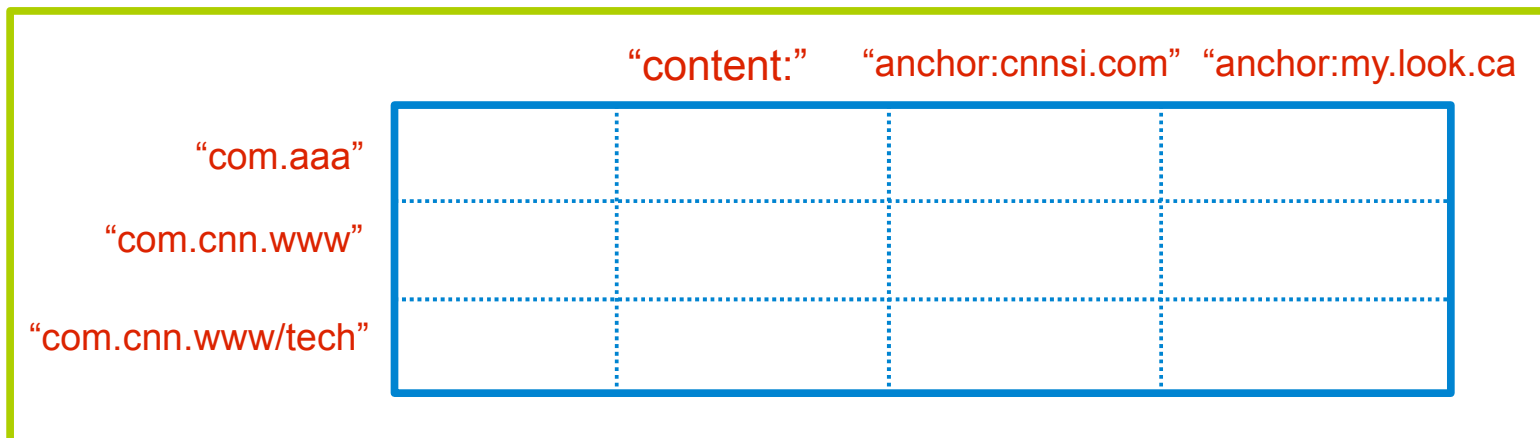 “content:” “anchor:cnnsi.com” “anchor:my.look.ca
“com.aaa”
“com.cnn.www”
“com.cnn.www/tech”